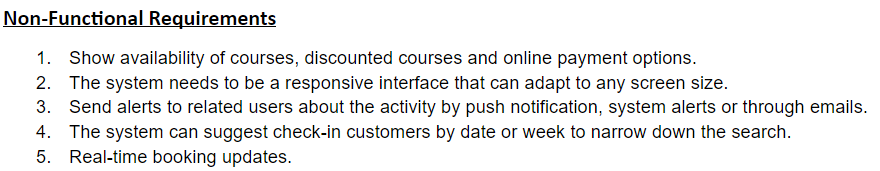 Non-Functional Requirements
1. Show availability of courses, discounted courses and online payment options.
2. The system needs to be a responsive interface that can adapt to any screen size.
3. Send alerts to related users about the activity by push notification, system alerts or through emails.
4. The system can suggest check-in customers by date or week to narrow down the search.
5. Real-time booking updates.